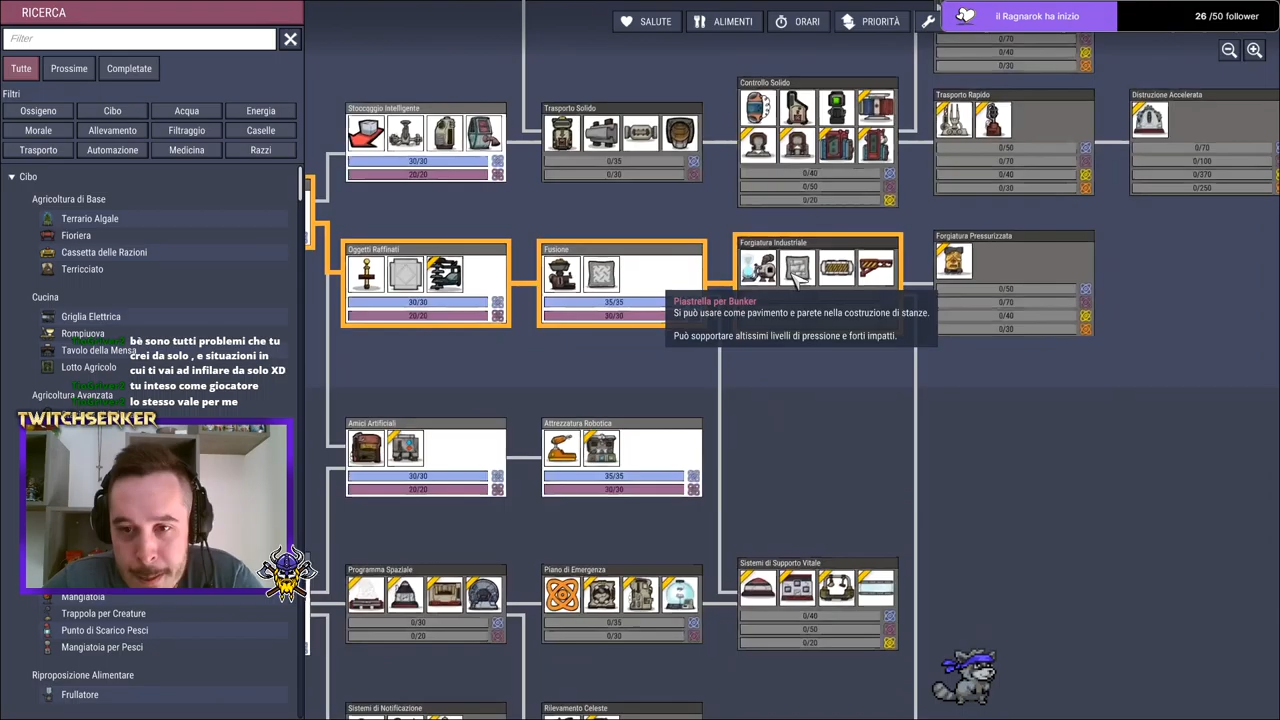 RICERCA
Filter
Tutte
Prossime
Completate
Filtri
Ossigeno
Cibo
Acqua
Energia
Morale
Allevamento
Filtraggio
Caselle
Trasporto
Automazione
Medicina
Razzi
Cibo
Agricoltura di Base
Terrario Algale
Fioriera
Cassetta delle Razioni
Terriccio
Cucina
Griglia Elettrica
Rompiuova
Tavolo della Mensa
Lotto Agricolo
Agricoltura Avanzata
bè sono tutti problemi che tu
crei da solo , e situazioni in
cui ti vai ad infilare da solo XD
tu inteso come giocatore
lo stesso vale per me
TWITCHSERKER
Mangiatoia
Trappola per Creature
Punto di Scarico Pesci
Mangiatoia per Pesci
Riproposizione Alimentare
Frullatore
SALUTE
ALIMENTI
ORARI
PRIORITÀ
il Ragnarok ha inizio
26 /50 follower
0/70
0/40
0/30
Stoccaggio Intelligente
30/30
20/20
Trasporto Solido
0/35
0/30
Controllo Solido
0/40
0/50
0/20
Trasporto Rapido
0/50
0/70
0/40
0/30
Distruzione Accelerata
0/70
0/100
0/370
0/250
Oggetti Raffinati
30/30
20/20
Fusione
35/35
30/30
Forgiatura Industriale
Piastrella per Bunker
Si può usare come pavimento e parete nella costruzione di stanze.
Può sopportare altissimi livelli di pressione e forti impatti.
Forgiatura Pressurizzata
0/50
0/70
0/40
0/30
Amici Artificiali
30/30
20/20
Attrezzatura Robotica
35/35
30/30
Programma Spaziale
0/30
0/20
Piano di Emergenza
0/35
0/30
Sistemi di Supporto Vitale
0/40
0/50
0/20
Sistemi di Notificazione
Rilevamento Celeste